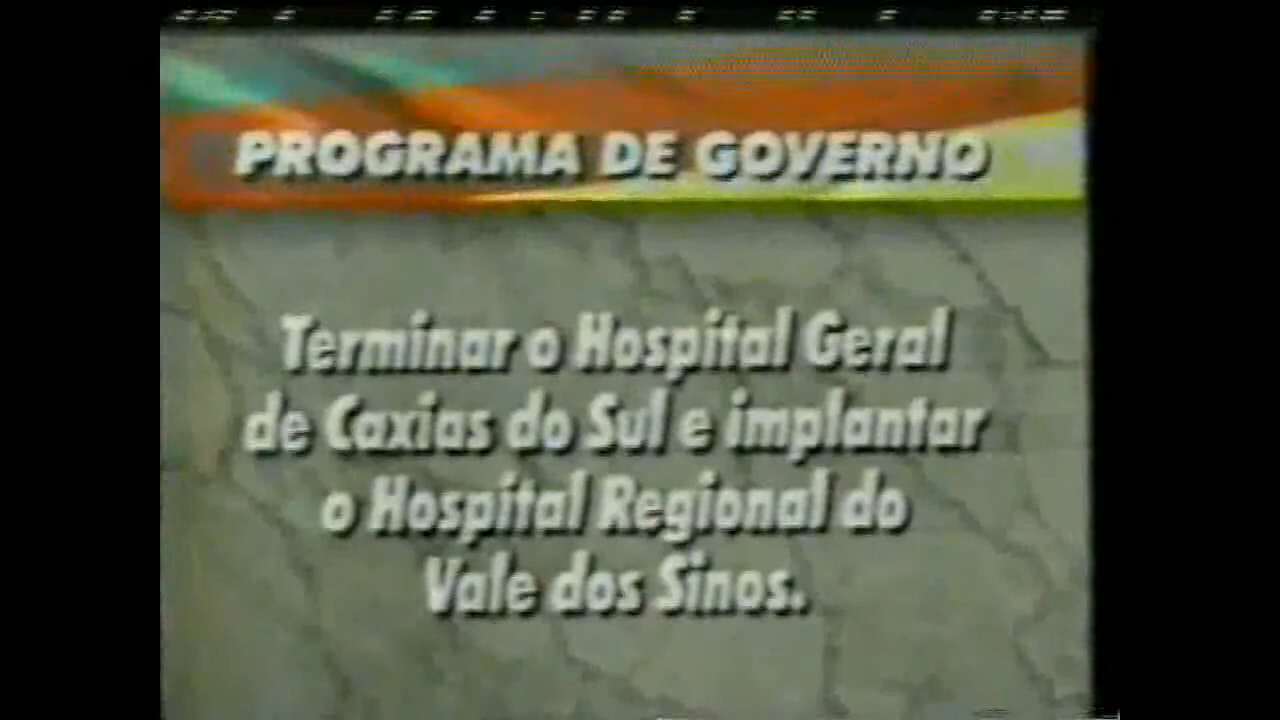 PROGRAMA DE GOVERNO
Terminar o Hospital Geral
de Caxias do Sul e implantar
o Hospital Regional do
Vale dos Sinos.